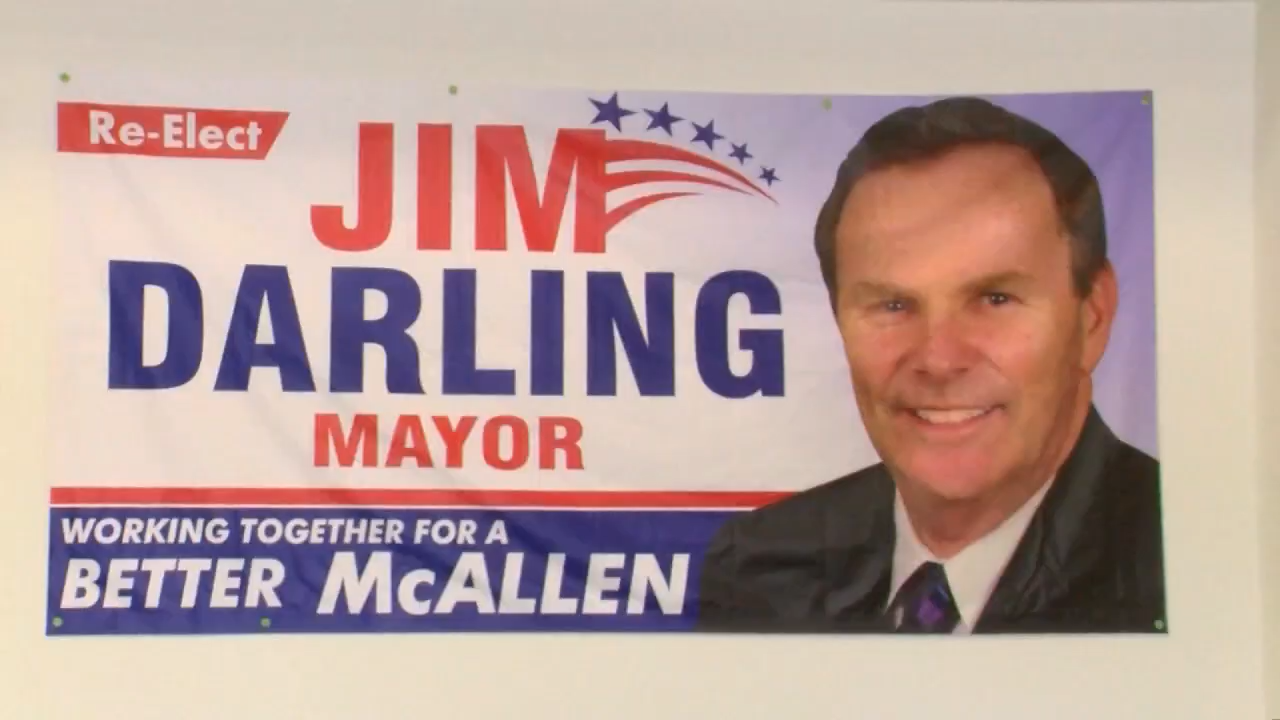 Re-Elect
JIM
DARLING
MAYOR
WORKING TOGETHER FOR A
BETTER McALLEN